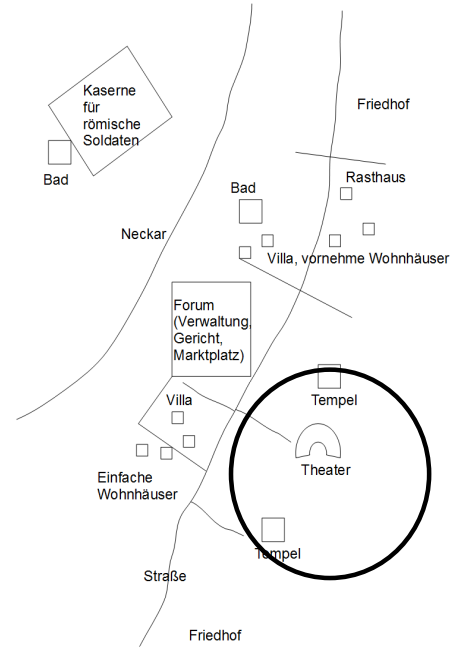 Kaserne
für
römische
Soldaten
Friedhof
Bad
Rasthaus
Bad
Neckar
Villa, vornehme Wohnhäuser
Forum
(Verwaltung,
Gericht,
Marktplatz)
Villa
Tempel
Theater
Einfache
Wohnhäuser
Tempel
Straße
Friedhof